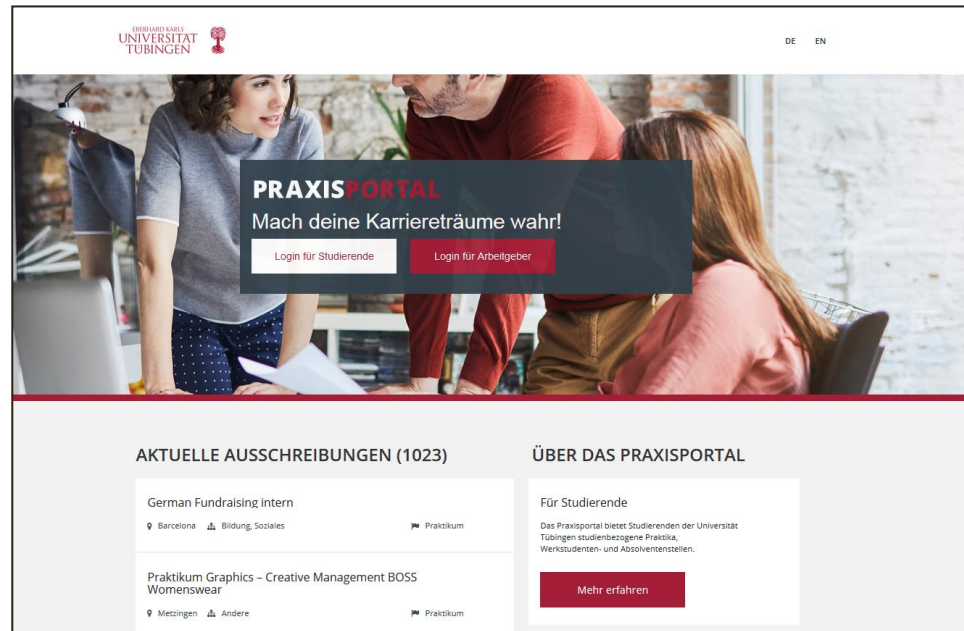 EBERHARD KARLS
UNIVERSITÄT
TÜBINGEN
DE EN
PRAXISPORTAL
Mach deine Karriereträume wahr!
Login für Studierende
Login für Arbeitgeber
AKTUELLE AUSSCHREIBUNGEN (1023)
German Fundraising intern
Barcelona Bildung, Soziales Praktikum
Praktikum Graphics – Creative Management BOSS
Womenswear
Metzingen Andere Praktikum
ÜBER DAS PRAXISPORTAL
Für Studierende
Das Praxisportal bietet Studierenden der Universität
Tübingen studienbezogene Praktika,
Werkstudenten- und Absolventenstellen.
Mehr erfahren